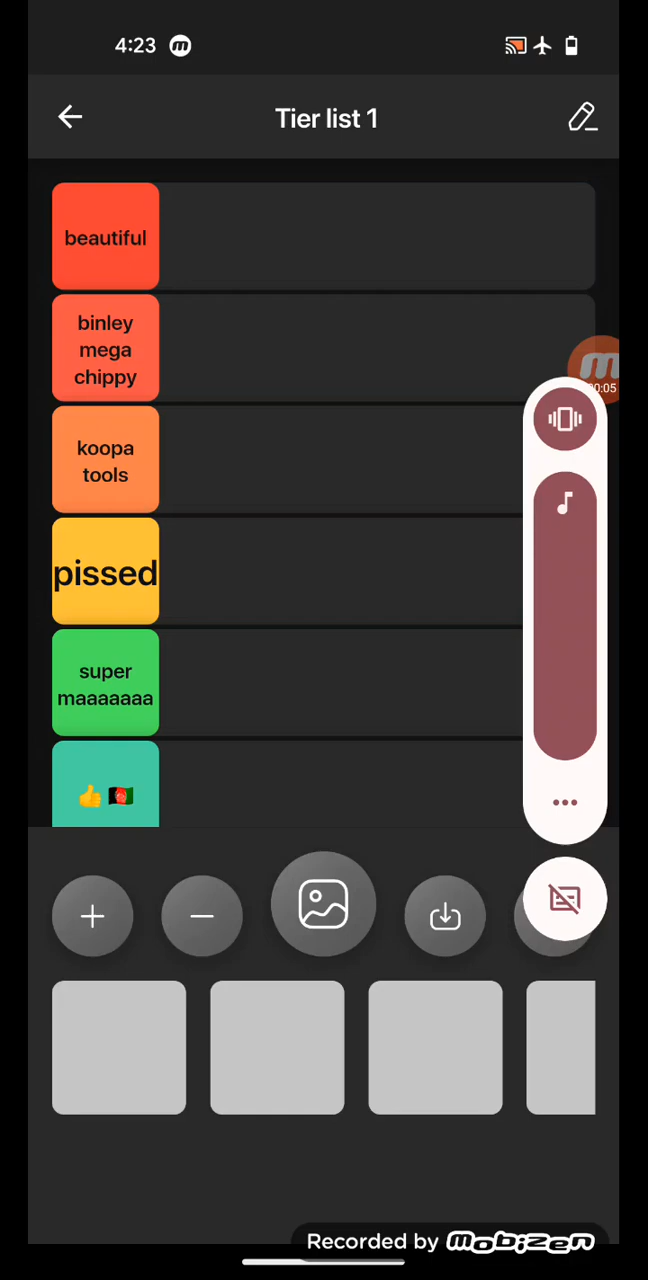 4:23
Tier list 1
beautiful
binley
mega
chippy
00:05
koopa
tools
pissed
super
maaaaaaa
👍 🇦🇫
Recorded by mobizen